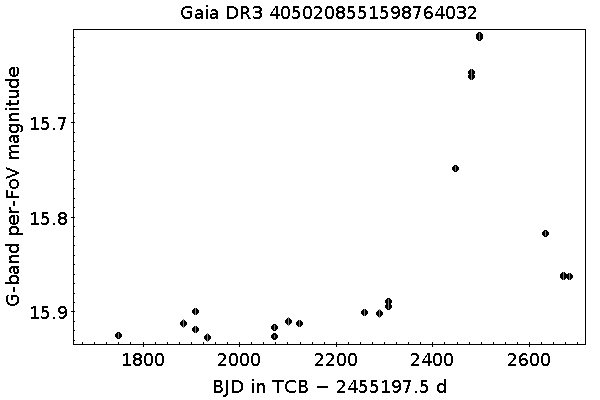 Gaia DR3 4050208551598764032
G-band per-FoV magnitude
15.7
15.8
15.9
1800 2000 2200 2400 2600
BJD in TCB − 2455197.5 d